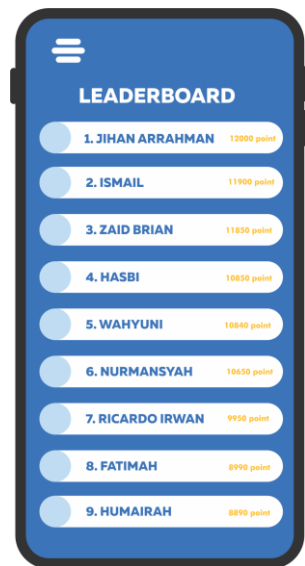 LEADERBOARD
1. JIHAN ARRAHMAN 12000 point
2. ISMAIL 11900 point
3. ZAID BRIAN 11850 point
4. HASBI 10850 point
5. WAHYUNI 10840 point
6. NURMANSYAH 10650 point
7. RICARDO IRWAN 9950 point
8. FATIMAH 8990 point
9. HUMAIRAH 8890 point